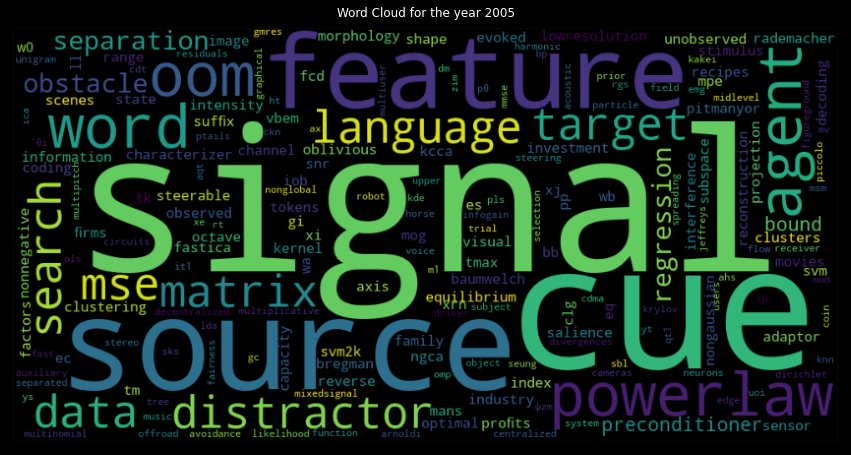 Word Cloud for the year 2005
signal
source
cue
feature
word
language
target
agent
oom
search
mse
matrix
data
distractor
power law
regression
separation
obstacle
bound
preconditioner
image
morphology
shape
evoked
lowresolution
unobserved
rademacher
stimulus
recipes
mpe
decoding
pitmanyor
gmres
residuals
harmonic
bp
kakei
prior
rgs
field
emg
midlevel
particle
acoustic
mmse
multiuser
graphical
dm
zim
p0
w0
unigram
range
cdt
ll
scenes
state
intensity
fcd
ht
suffix
vbem
ptails
ckn
ax
ica
information
coding
characterizer
channel
oblivious
snr
kcca
investment
steering
job
tokens
nonglobal
robot
upper
kde
horse
infogain
pls
selection
xj
pp
wb
steerable
observed
xe
rt
octave
fastica
kernel
circuits
gi
xi
wa
mog
voice
trial
es
visual
tmax
bb
axis
m1
baumwelch
equilibrium
xrn
subject
clg
eq
cdma
salience
interference
subspace
jeffreys
spreading
projection
reconstruction
figureground
piccolo
msm
flow
receiver
clusters
movies
svm
mud
ahs
users
cp
krylov
nongaussian
yt
qt1
divergences
adaptor
coin
knn
sbl
cameras
neurons
dirichlet
uoi
edge
sensor
system
nonnegative
factors
multipitch
firms
ols
it1
clustering
decentralized
multiplicative
driver
fast
ec
stereo
lda
gc
capacity
svm2k
bregman
family
ngca
omp
object
seung
auxiliary
separated
sks
fairness
reverse
index
ys
tm
tree
music
mixedsignal
mans
industry
optimal
profits
multinomial
offroad
avoidance
likelihood
function
arnoldi
centralized